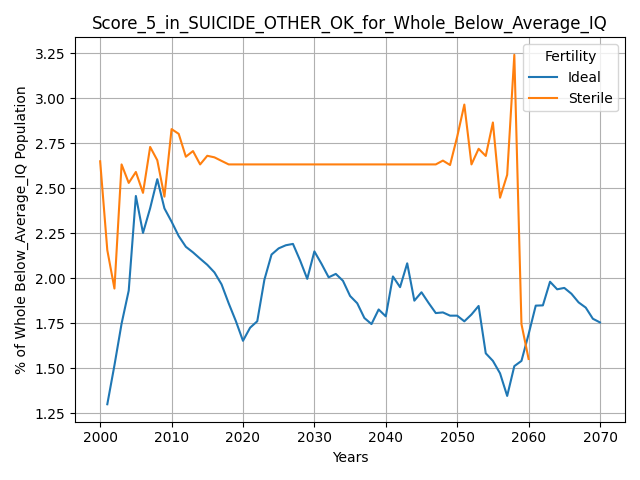 Score_5_in_SUICIDE_OTHER_OK_for_Whole_Below_Average_IQ
Fertility
Ideal
Sterile
% of Whole Below_Average_IQ Population
3.25
3.00
2.75
2.50
2.25
2.00
1.75
1.50
1.25
2000 2010 2020 2030 2040 2050 2060 2070
Years